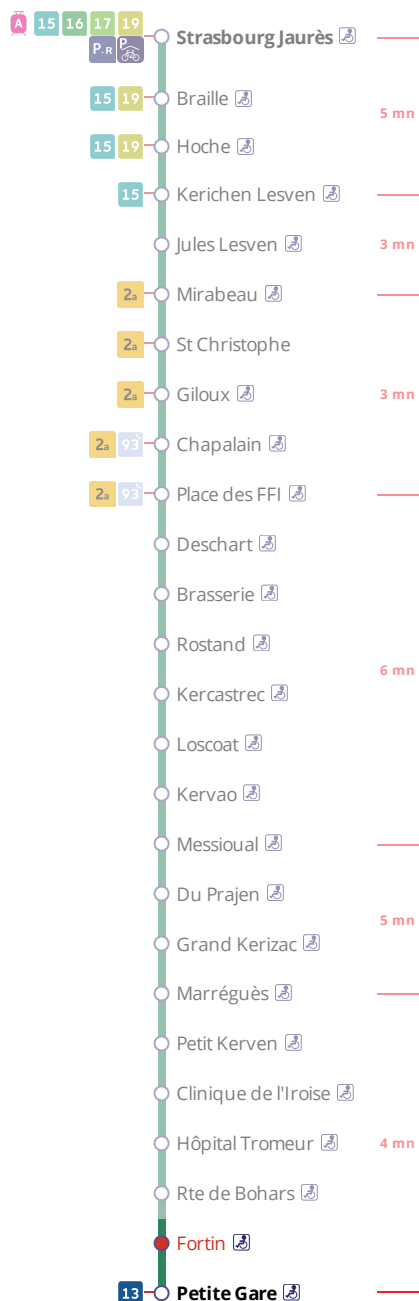 A 15 16 17 19 Strasbourg Jaurès
P+R P
15 19 Braille
5 mn
15 19 Hoche
15 Kerichen Lesven
Jules Lesven 3 mn
2a Mirabeau
2a St Christophe
2a Giloux 3 mn
2a 93 Chapalain
2a 93 Place des FFI
Deschart
Brasserie
Rostand
6 mn
Kercastrec
Loscoat
Kervao
Messioual
Du Prajen
5 mn
Grand Kerizac
Marréguès
Petit Kerven
Clinique de l'Iroise
Hôpital Tromeur 4 mn
Rte de Bohars
Fortin
13 Petite Gare